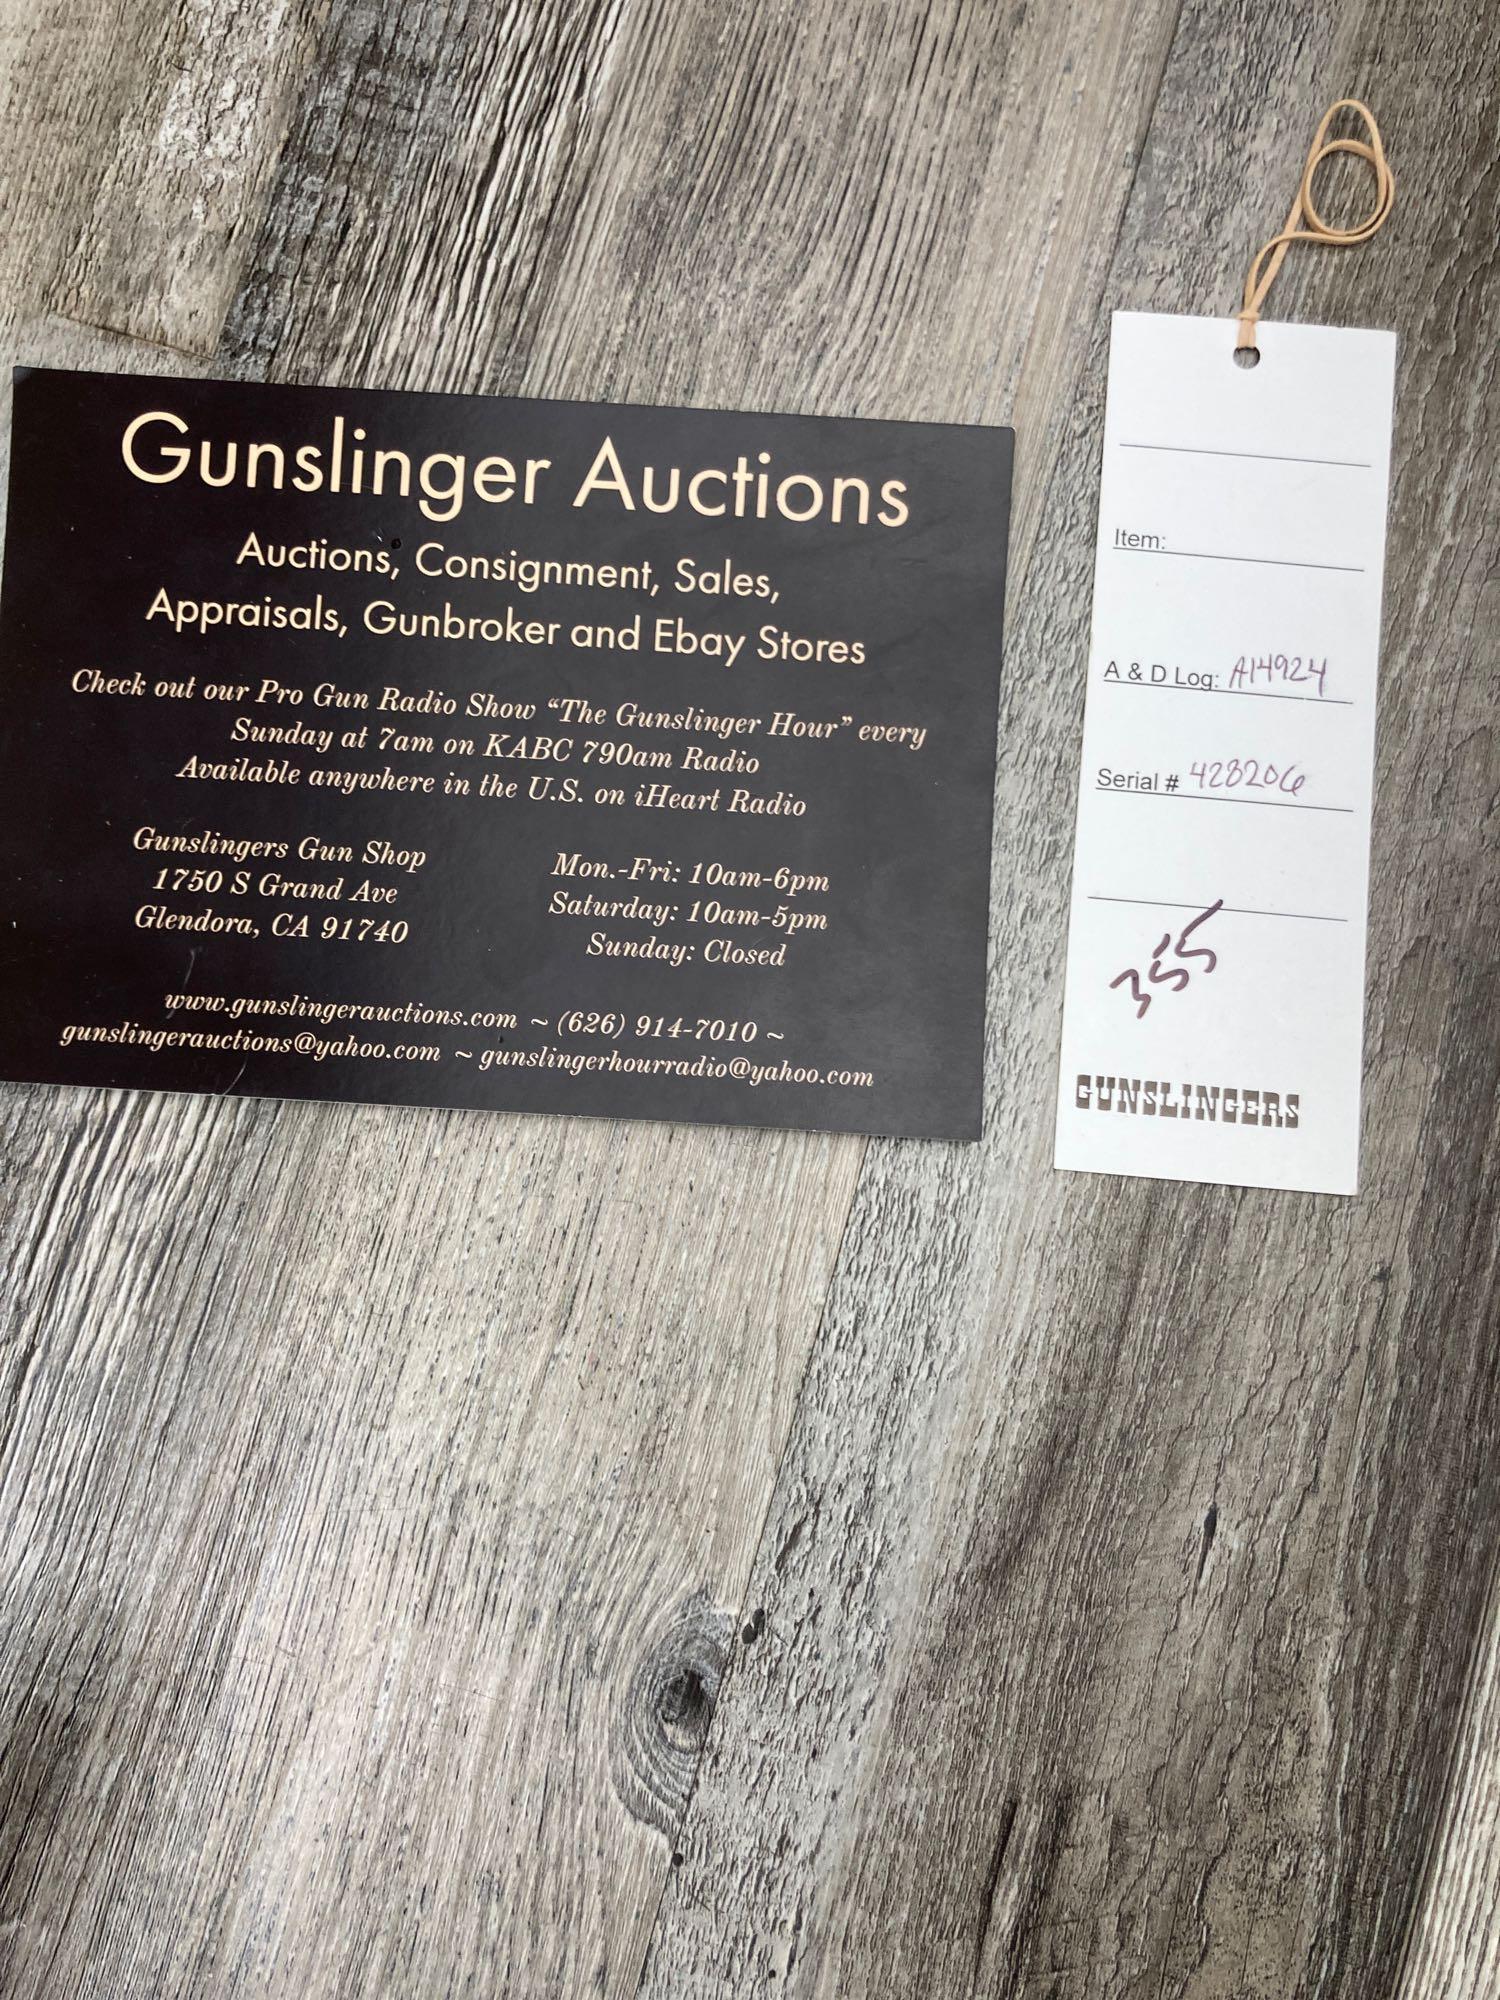 Gunslinger Auctions
Auctions, Consignment, Sales,
Appraisals, Gunbroker and Ebay Stores
Check out our Pro Gun Radio Show “The Gunslinger Hour” every
Sunday at 7am on KABC 790am Radio
Available anywhere in the U.S. on iHeart Radio
Gunslingers Gun Shop
1750 S Grand Ave
Glendora, CA 91740
Mon.-Fri: 10am-6pm
Saturday: 10am-5pm
Sunday: Closed
www.gunslingerauctions.com ~ (626) 914-7010 ~
gunslingerauctions@yahoo.com ~ gunslingerhourradio@yahoo.com
Item:
A & D Log: A14924
Serial # 428206
355
GUNSLINGERS